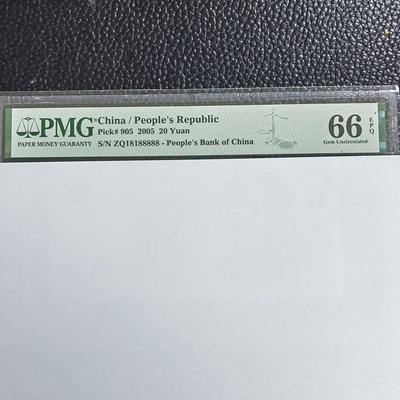 PMG
PAPER MONEY GUARANTY
China / People's Republic
Pick# 905 2005 20 Yuan
S/N ZQ18188888 - People's Bank of China
66 EPQ
Gem Uncirculated